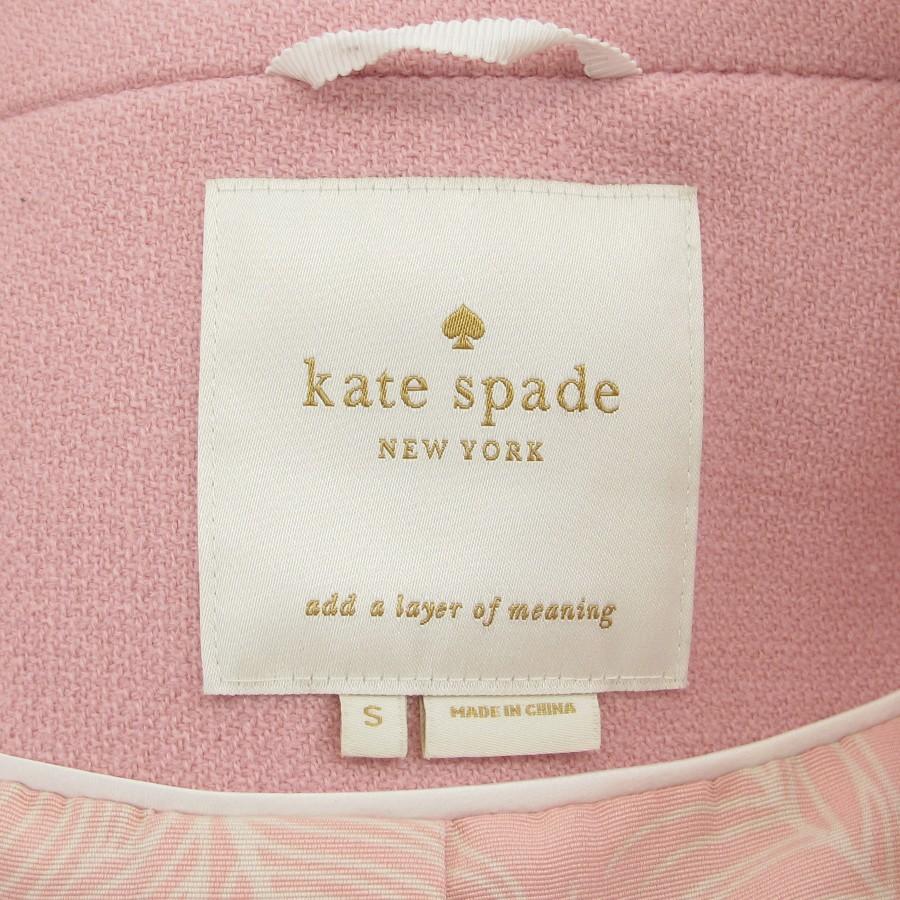 kate spade
NEW YORK
add a layer of meaning
S
MADE IN CHINA